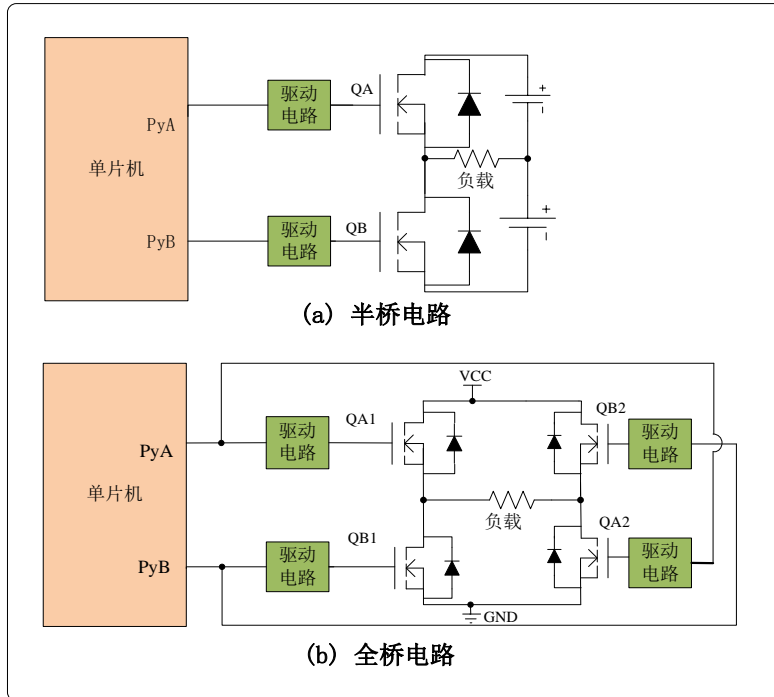 QA
驱动
电路
PyA
+
-
单片机
负载
QB
驱动
电路
PyB
+
-
(a) 半桥电路
VCC
QA1
驱动
电路
QB2
驱动
电路
PyA
单片机
负载
QB1
驱动
电路
QA2
驱动
电路
PyB
GND
(b) 全桥电路